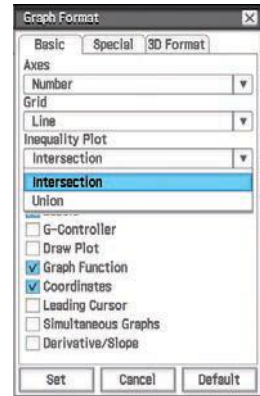 Graph Format
Basic Special 3D Format
Axes
Number
Grid
Line
Inequality Plot
Intersection
Intersection
Union
G-Controller
Draw Plot
Graph Function
Coordinates
Leading Cursor
Simultaneous Graphs
Derivative/Slope
Set Cancel Default